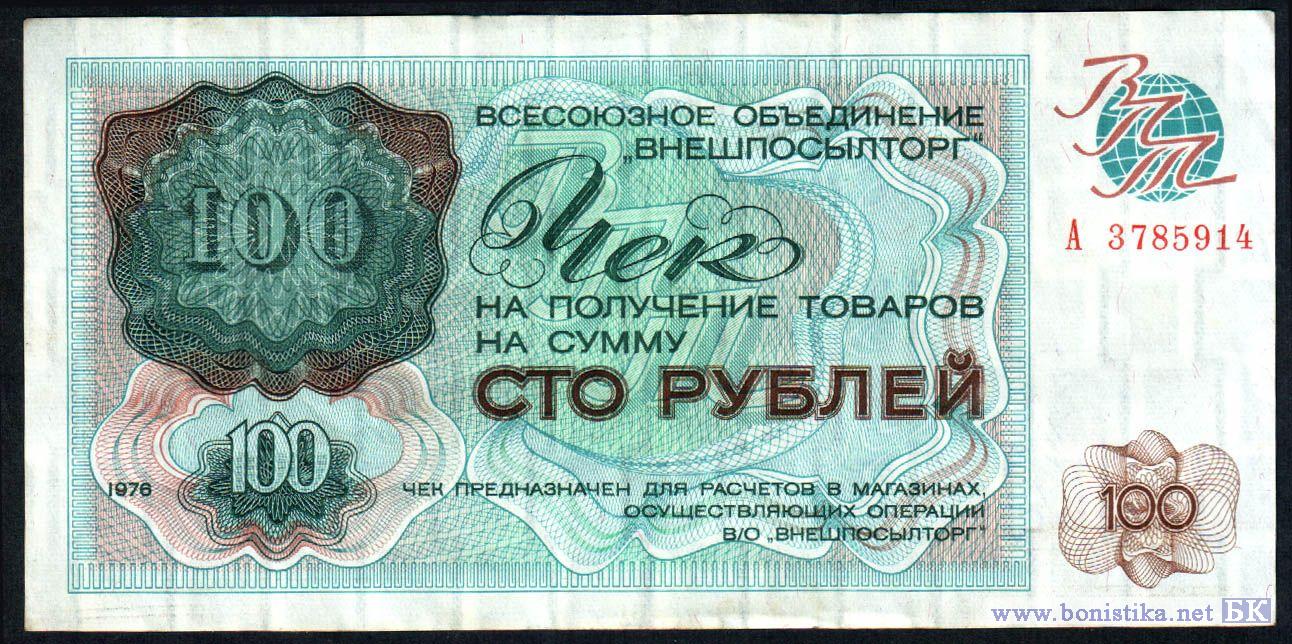 ВСЕСОЮЗНОЕ ОБЪЕДИНЕНИЕ
„ВНЕШПОСЫЛТОРГ"
Чек
НА ПОЛУЧЕНИЕ ТОВАРОВ
НА СУММУ
СТО РУБЛЕЙ
100
100
1976
ЧЕК ПРЕДНАЗНАЧЕН ДЛЯ РАСЧЕТОВ В МАГАЗИНАХ,
ОСУЩЕСТВЛЯЮЩИХ ОПЕРАЦИИ
В/О „ВНЕШПОСЫЛТОРГ"
ВПТ
ВПТ
А 3785914
100
www.bonistika.net БК